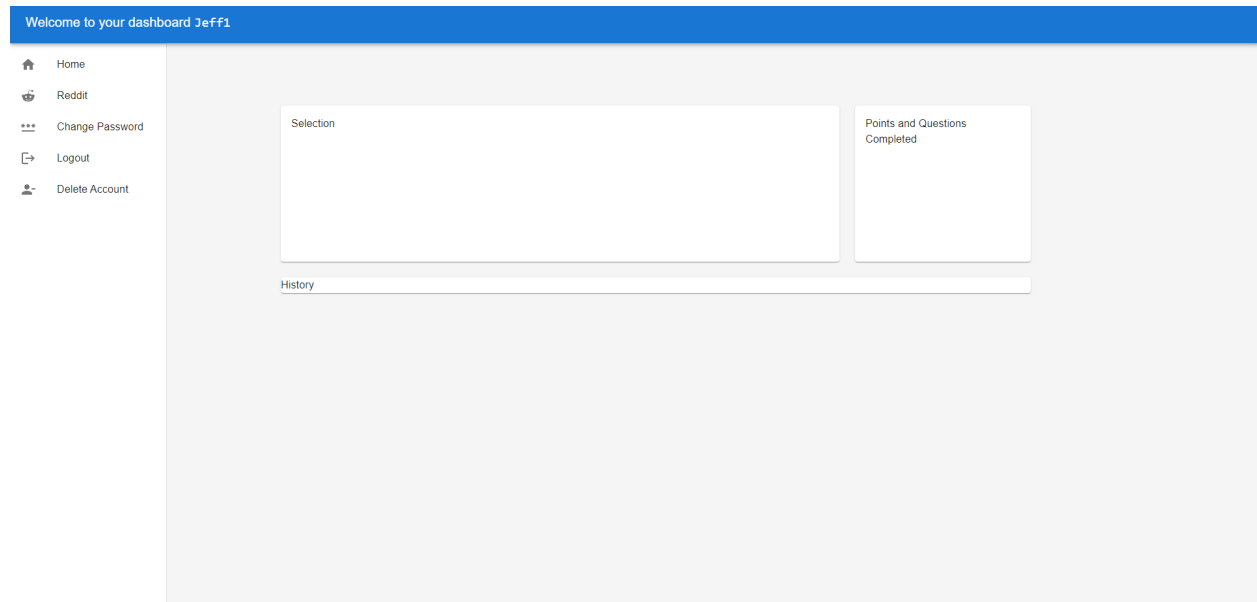 Welcome to your dashboard Jeff1
Home
Reddit
Change Password
Logout
Delete Account
Selection
Points and Questions
Completed
History